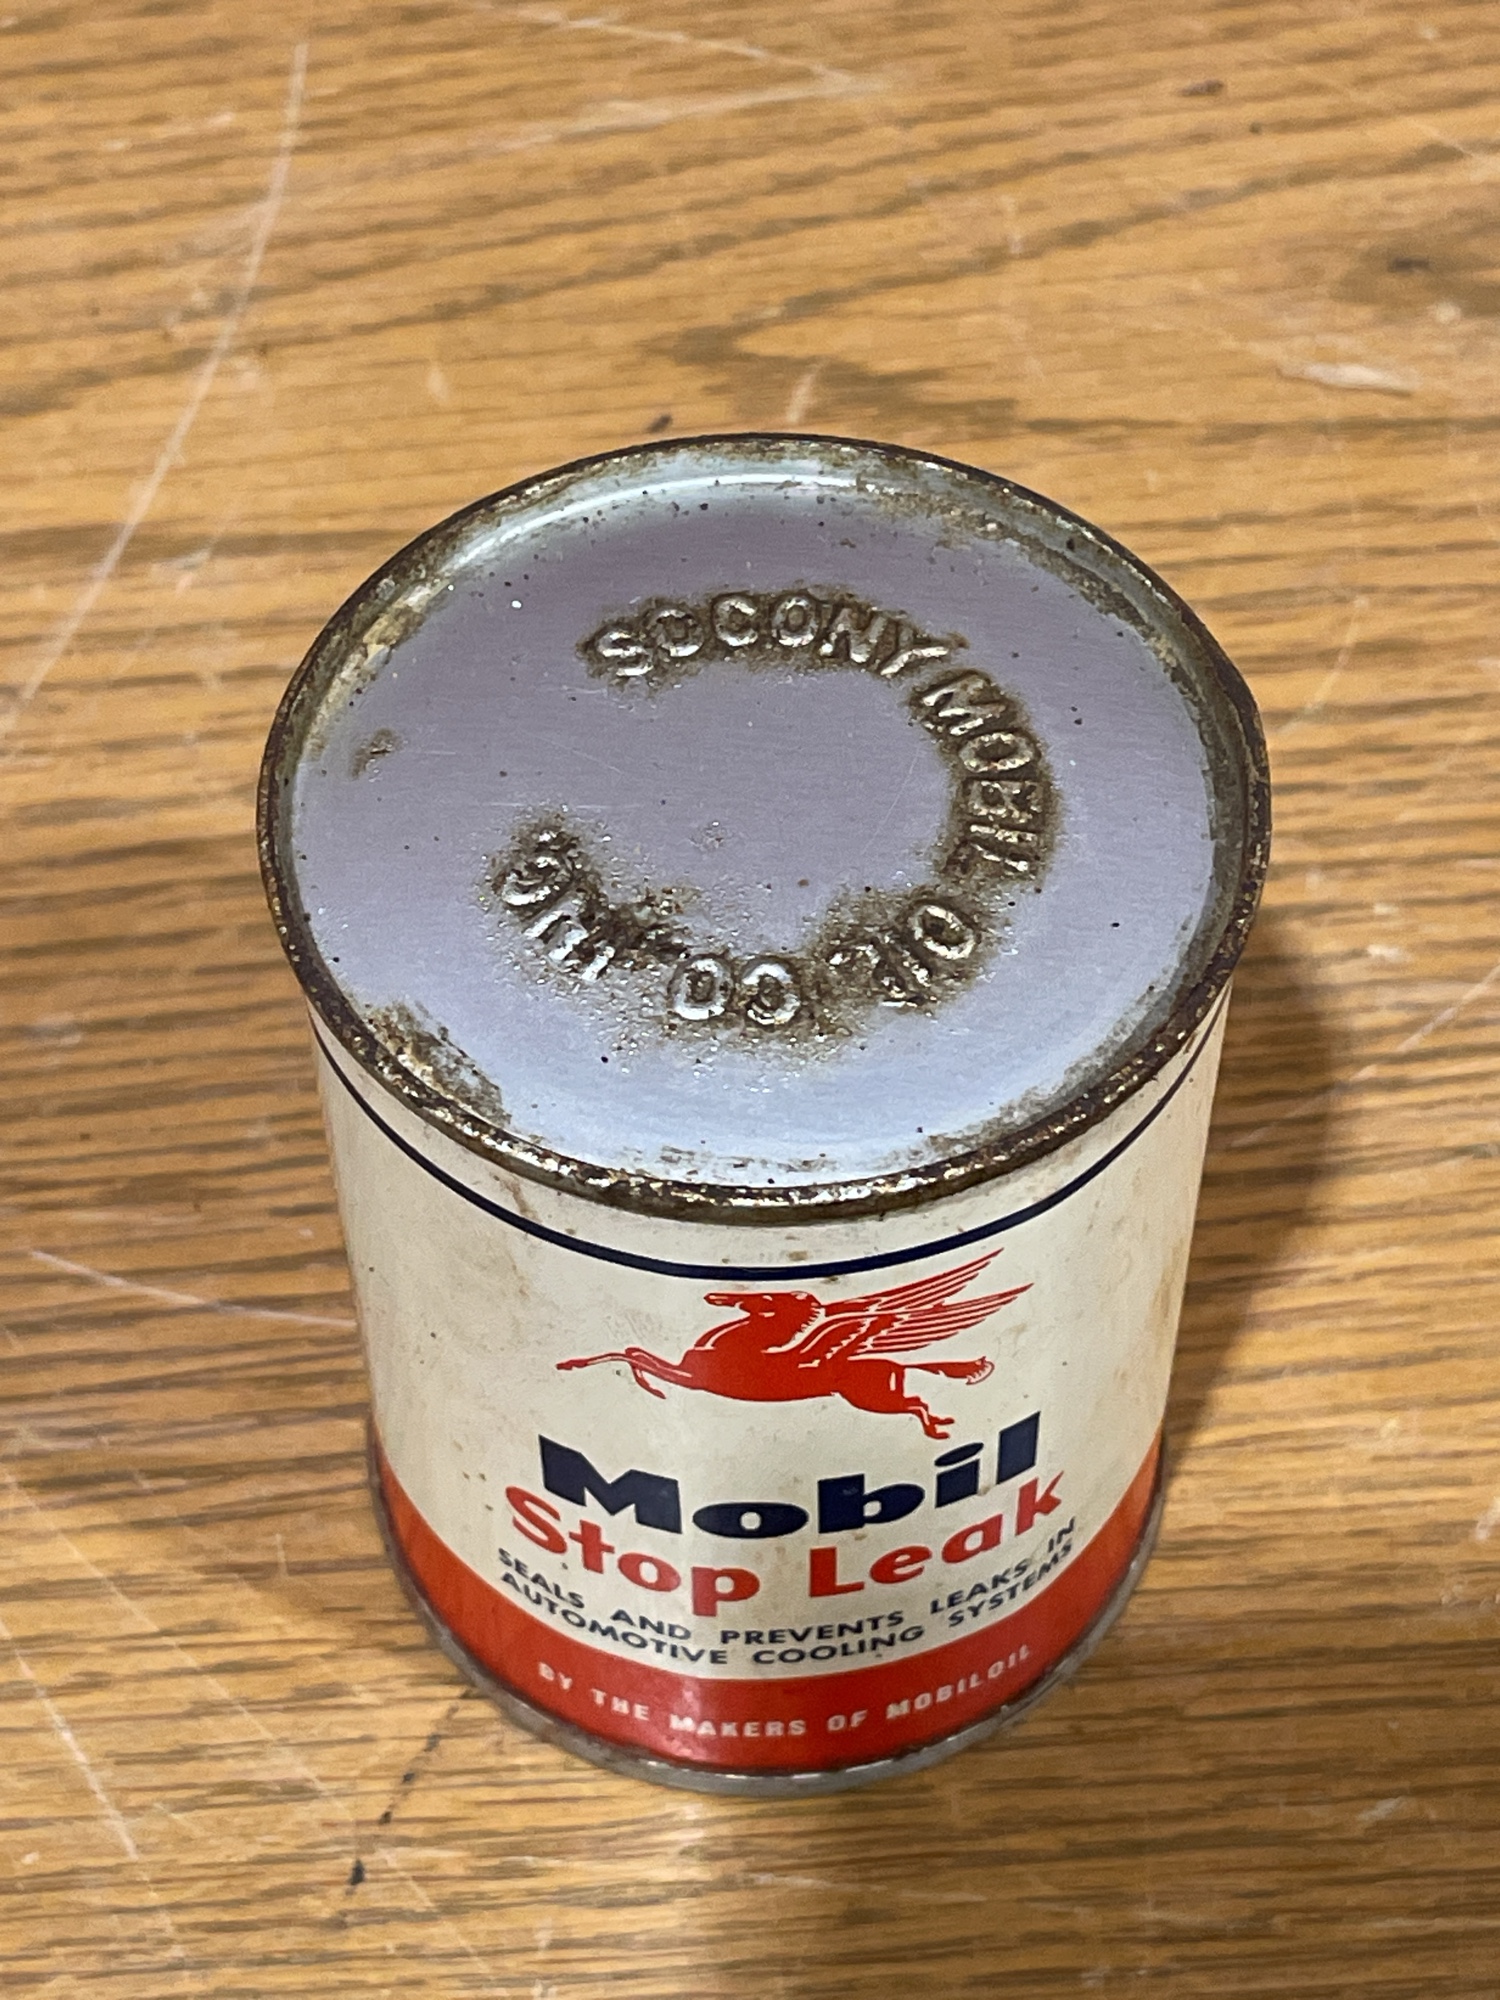 SOCONY MOBIL OIL CO INC
Mobil
Stop Leak
SEALS AND PREVENTS LEAKS IN
AUTOMOTIVE COOLING SYSTEMS
BY THE MAKERS OF MOBILOIL